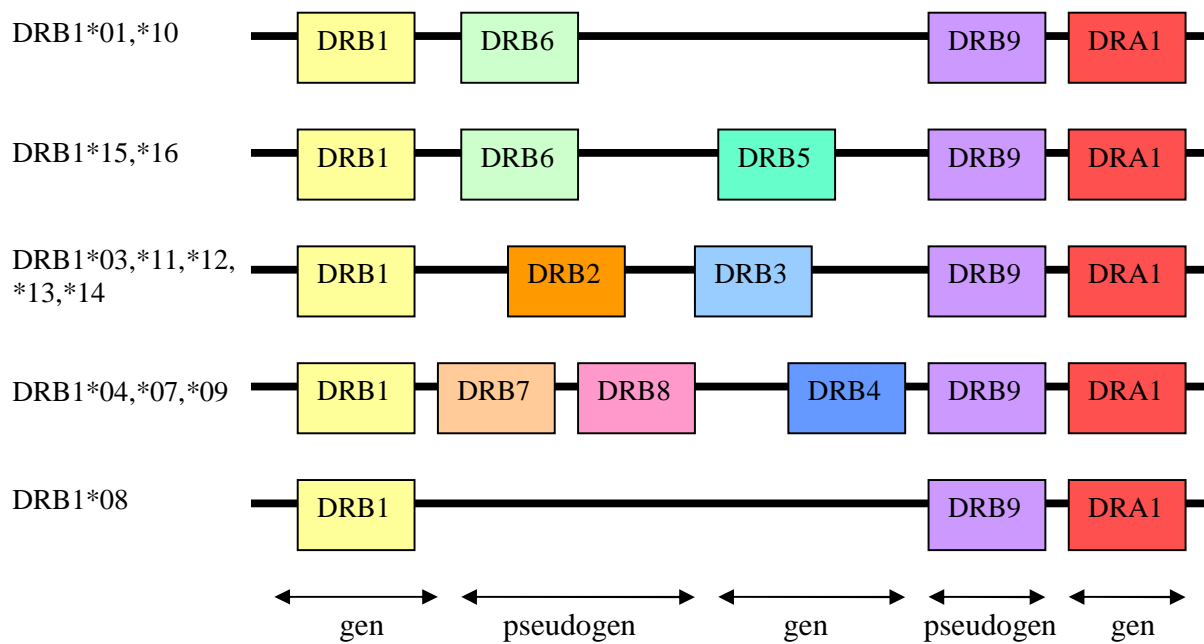 DRB1*01,*10 DRB1 DRB6 DRB9 DRA1
DRB1*15,*16 DRB1 DRB6 DRB5 DRB9 DRA1
DRB1*03,*11,*12,
*13,*14 DRB1 DRB2 DRB3 DRB9 DRA1
DRB1*04,*07,*09 DRB1 DRB7 DRB8 DRB4 DRB9 DRA1
DRB1*08 DRB1 DRB9 DRA1
gen pseudogen gen pseudogen gen